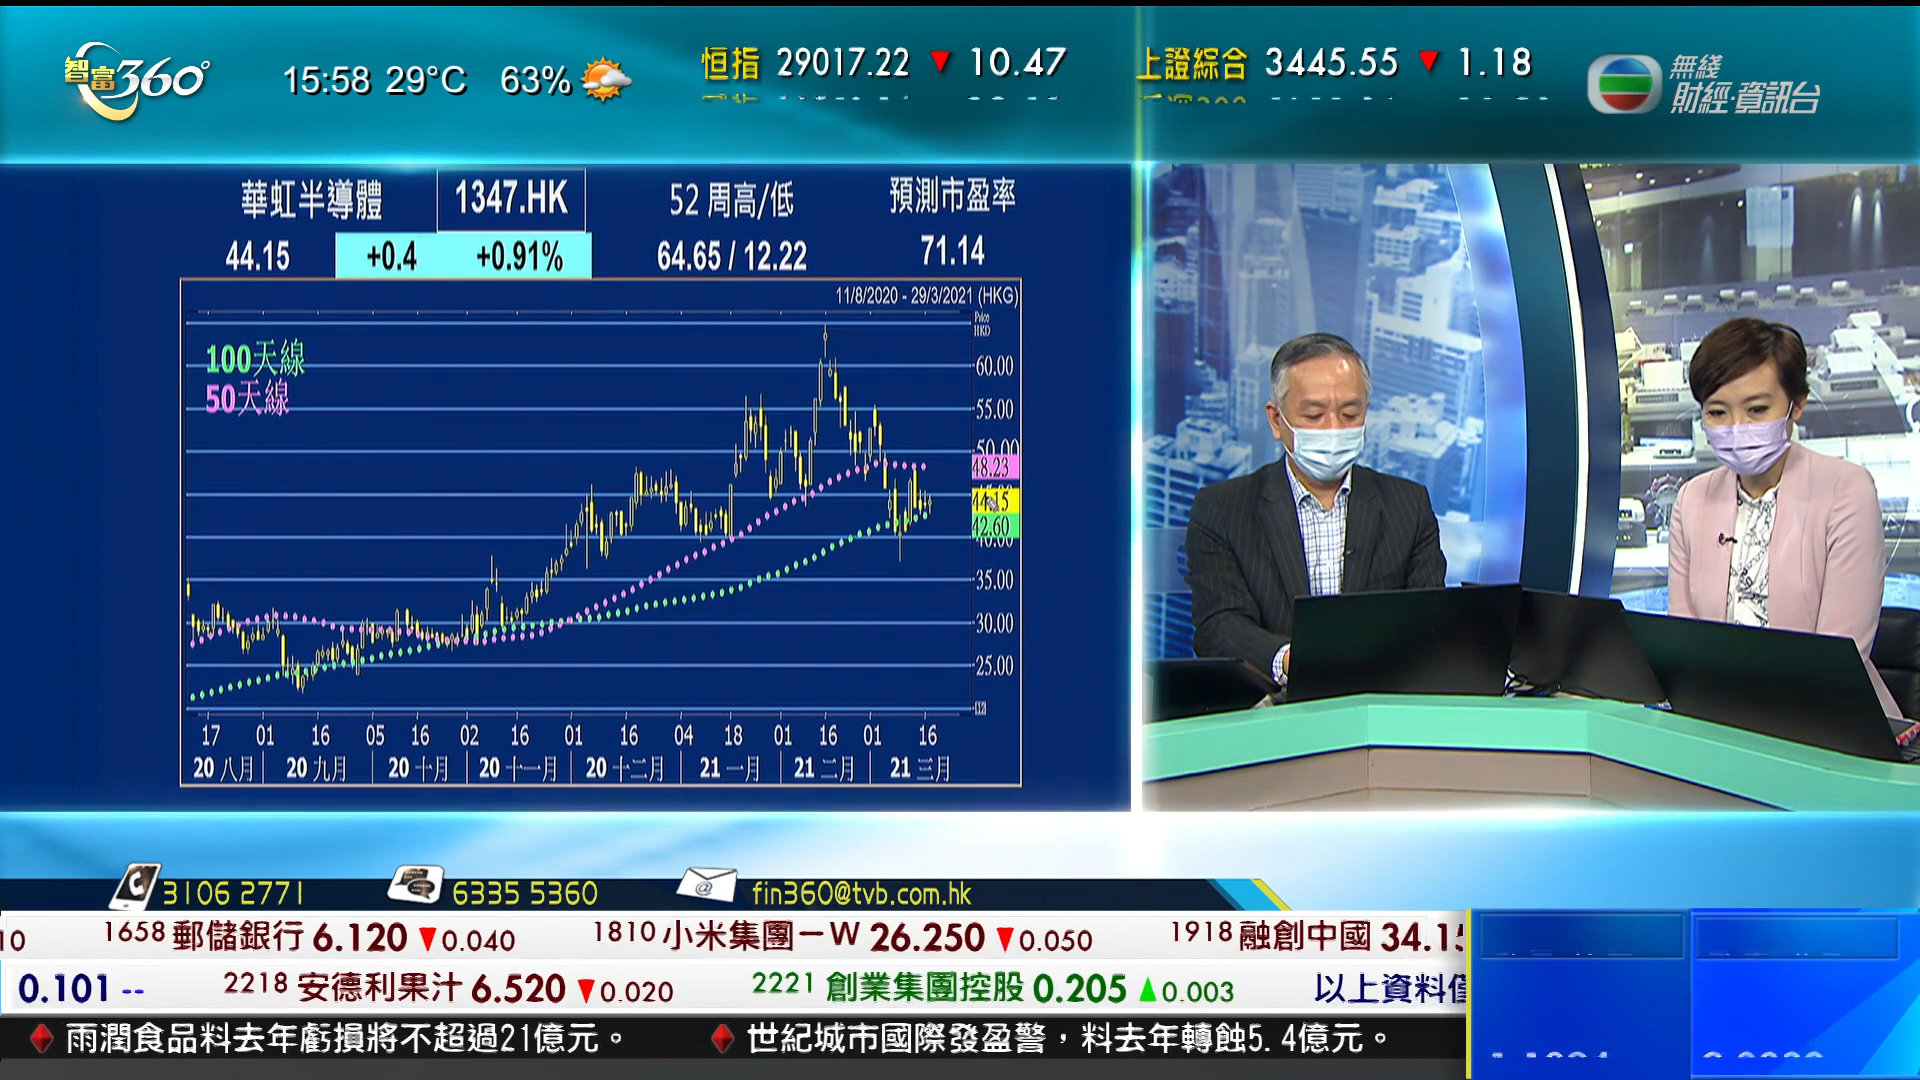 智富360°
15:58 29°C 63%
恒指 29017.22 ▼ 10.47
上證綜合 3445.55 ▼ 1.18
無綫
財經·資訊台
華虹半導體 1347.HK 52 周高/低 預測市盈率
44.15 +0.4 +0.91% 64.65 / 12.22 71.14
11/8/2020 - 29/3/2021 (HKG)
Price
HKD
100天線
50天線
60.00
55.00
50.00
48.23
44.15
42.60
40.00
35.00
30.00
25.00
17 01 16 05 16 02 16 01 16 04 18 01 16 01 16
20 八月 20 九月 20 十月 20 十一月 20 十二月 21 一月 21 二月 21 三月
3106 2771 6335 5360 fin360@tvb.com.hk
10 1658 郵儲銀行 6.120 ▼ 0.040 1810 小米集團－W 26.250 ▼ 0.050 1918 融創中國 34.15
0.101 -- 2218 安德利果汁 6.520 ▼ 0.020 2221 創業集團控股 0.205 ▲ 0.003 以上資料僅
雨潤食品料去年虧損將不超過21億元。 世紀城市國際發盈警，料去年轉蝕5.4億元。